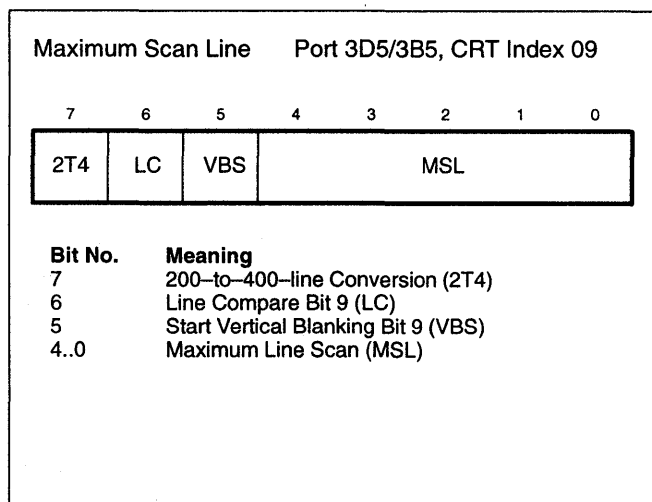 Maximum Scan Line Port 3D5/3B5, CRT Index 09
7 6 5 4 3 2 1 0
2T4 LC VBS MSL
Bit No. Meaning
7 200–to–400–line Conversion (2T4)
6 Line Compare Bit 9 (LC)
5 Start Vertical Blanking Bit 9 (VBS)
4..0 Maximum Line Scan (MSL)